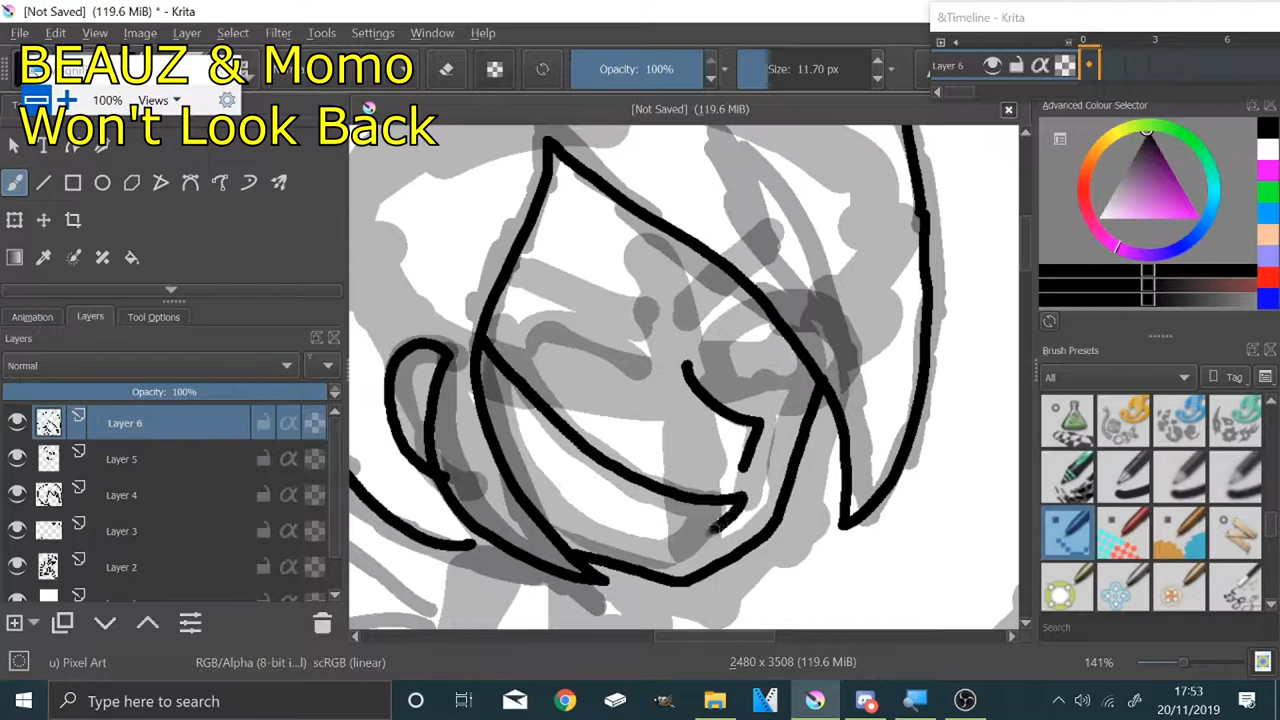 [Not Saved] (119.6 MiB) * - Krita
&Timeline - Krita
File Edit View Image Layer Select Filter Tools Settings Window Help
0 3 6
BEAUZ & Momo
Won't Look Back
Opacity: 100%
Size: 11.70 px
Layer 6
100% Views
[Not Saved] (119.6 MiB)
Advanced Colour Selector
Animation Layers Tool Options
Layers
Normal
Opacity: 100%
Layer 6
Layer 5
Layer 4
Layer 3
Layer 2
Brush Presets
All
Tag
Search
u) Pixel Art
RGB/Alpha (8-bit i...) scRGB (linear)
2480 x 3508 (119.6 MiB)
141%
Type here to search
17:53
20/11/2019